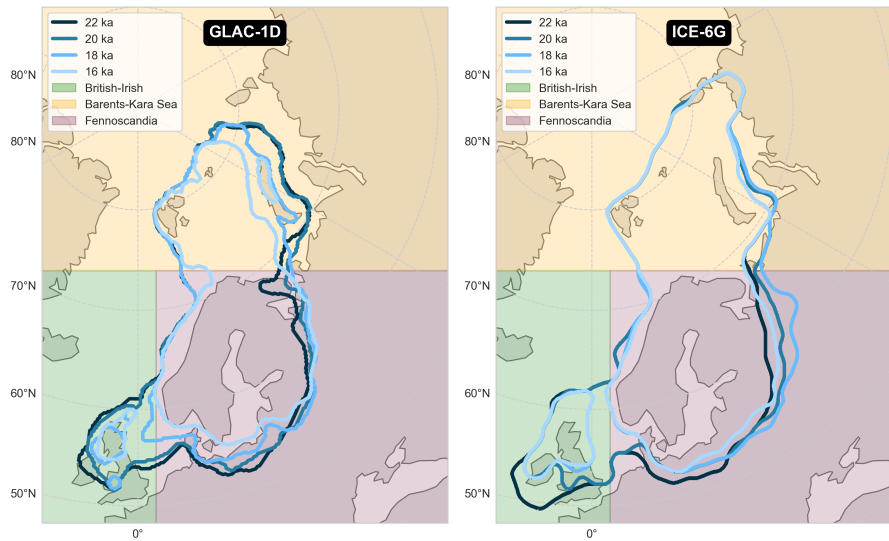 GLAC-1D
22 ka
20 ka
18 ka
16 ka
British-Irish
Barents-Kara Sea
Fennoscandia
80°N
80°N
70°N
60°N
50°N
0°
ICE-6G
22 ka
20 ka
18 ka
16 ka
British-Irish
Barents-Kara Sea
Fennoscandia
80°N
80°N
70°N
60°N
50°N
0°